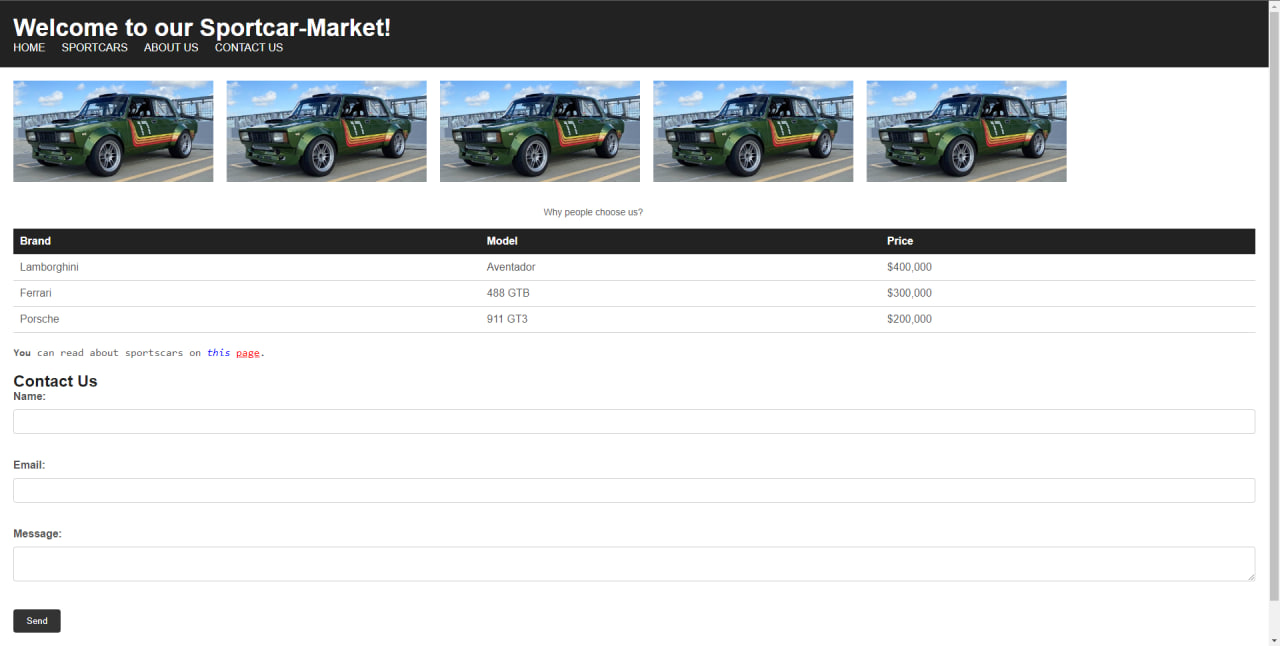 Welcome to our Sportcar-Market!
HOME SPORTCARS ABOUT US CONTACT US
Why people choose us?
Brand Model Price
Lamborghini Aventador $400,000
Ferrari 488 GTB $300,000
Porsche 911 GT3 $200,000
You can read about sportscars on this page.
Contact Us
Name:
Email:
Message:
Send